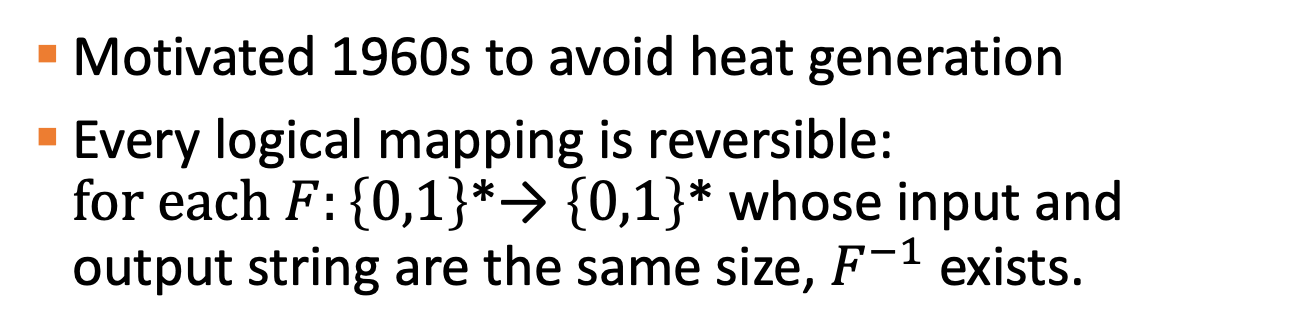 ▪ Motivated 1960s to avoid heat generation
▪ Every logical mapping is reversible:
for each F: {0,1}*→ {0,1}* whose input and
output string are the same size, F⁻¹ exists.